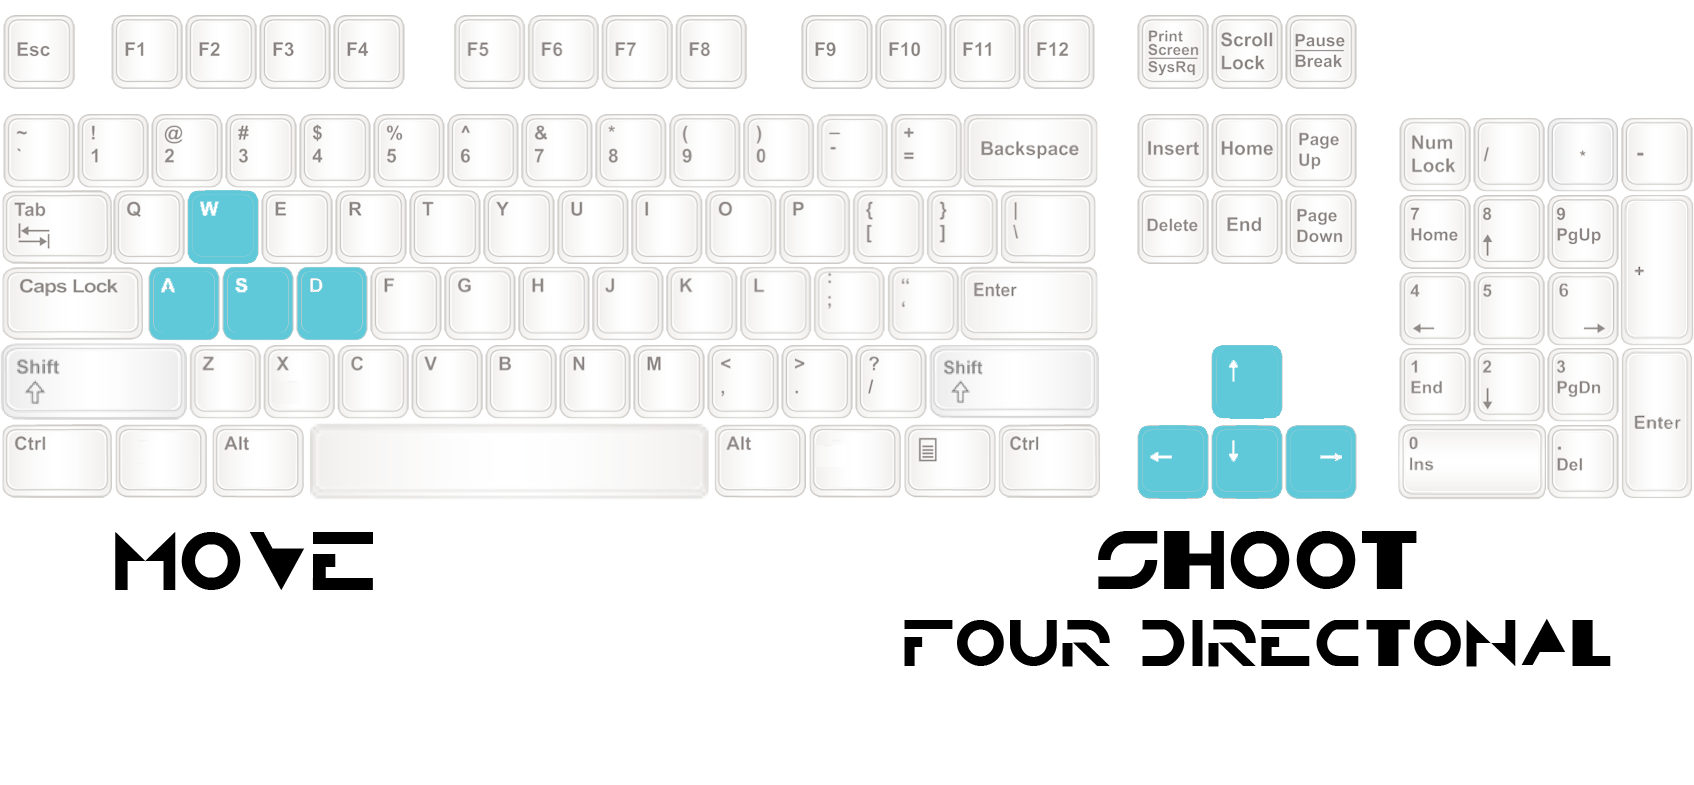 Esc F1 F2 F3 F4 F5 F6 F7 F8 F9 F10 F11 F12 Print Screen SysRq Scroll Lock Pause Break
~ ` ! 1 @ 2 # 3 $ 4 % 5 ^ 6 & 7 * 8 ( 9 ) 0 – - + = Backspace Insert Home Page Up Num Lock / * -
Tab Q W E R T Y U I O P { [ } ] | \ Delete End Page Down 7 Home 8 ↑ 9 PgUp +
Caps Lock A S D F G H J K L : ; “ ‘ Enter 4 ← 5 6 →
Shift Z X C V B N M < , > . ? / Shift ↑ 1 End 2 ↓ 3 PgDn Enter
Ctrl Alt Alt Ctrl ← ↓ → 0 Ins . Del
MOVE SHOOT
FOUR DIRECTONAL